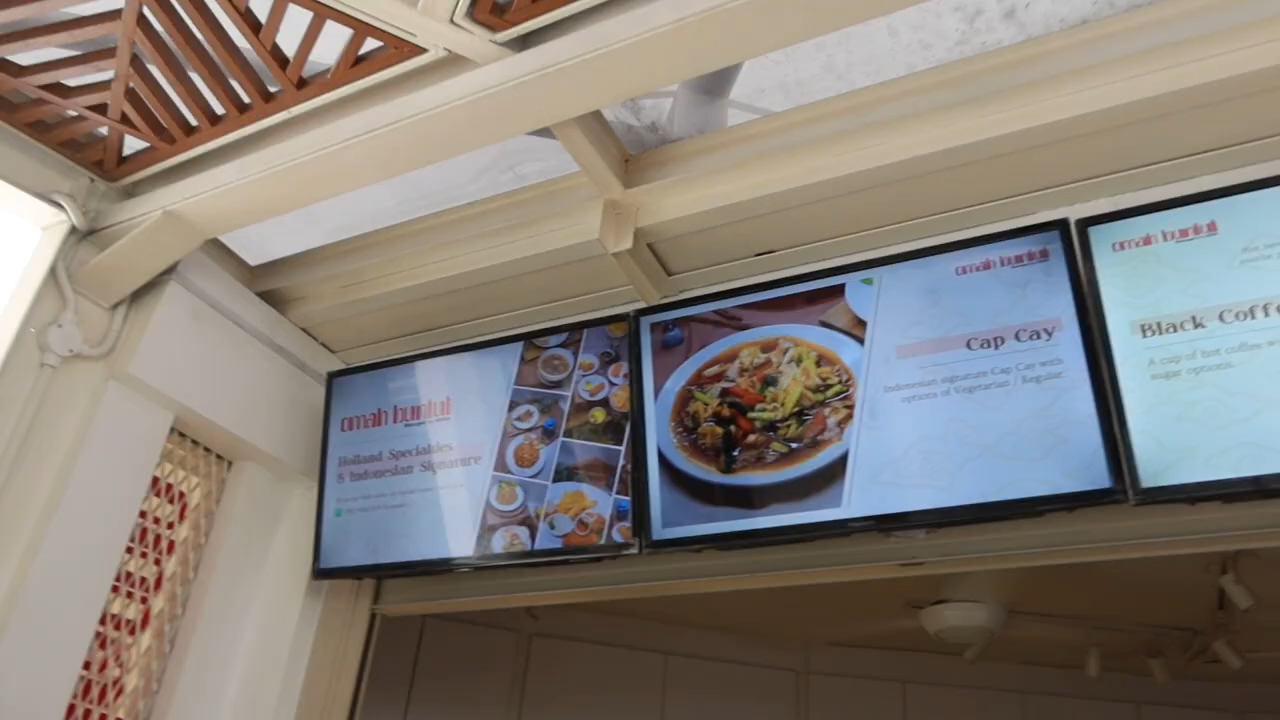 omah buntul
Holland Specialties
& Indonesian Signature
omah buntul
Cap Cay
Indonesian signature Cap Cay with
options of Vegetarian / Regular.
omah buntul
Black Coff
A cup of hot coffee w
sugar options.